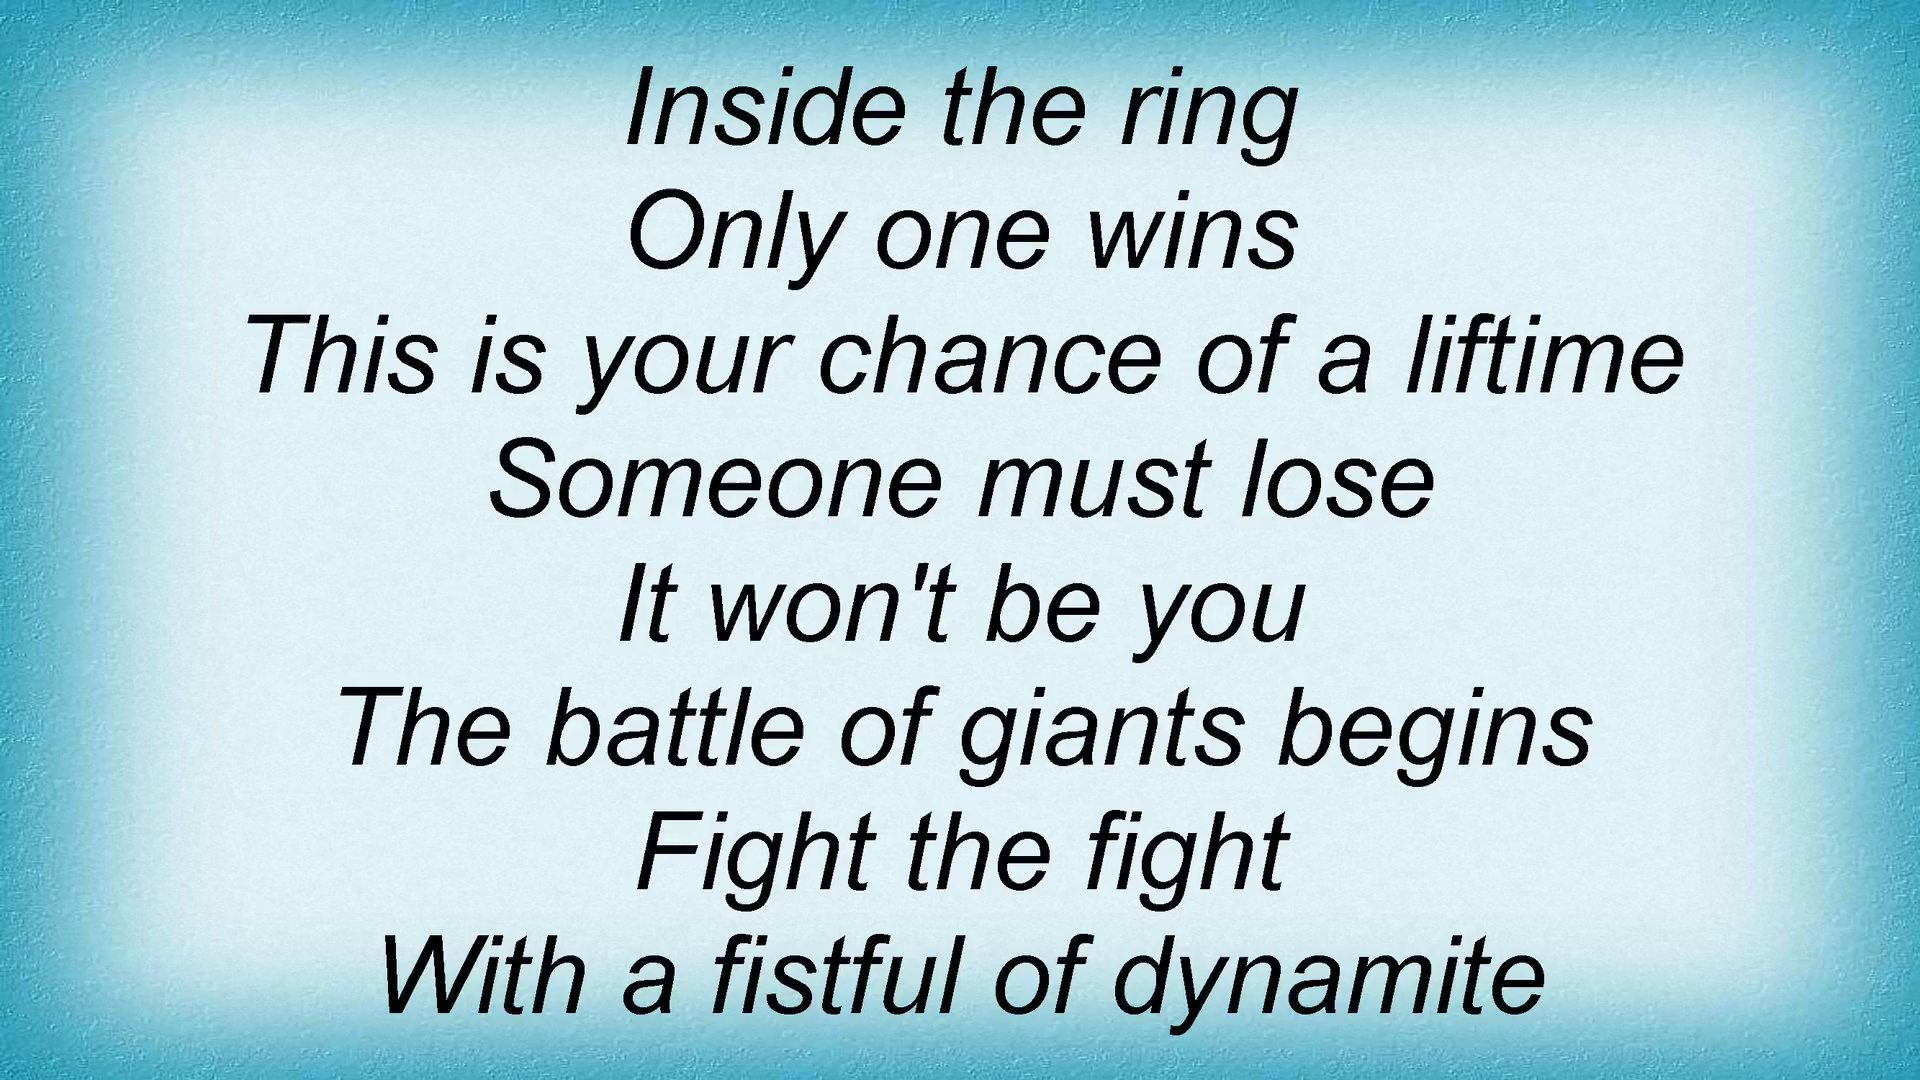 Inside the ring
Only one wins
This is your chance of a liftime
Someone must lose
It won't be you
The battle of giants begins
Fight the fight
With a fistful of dynamite